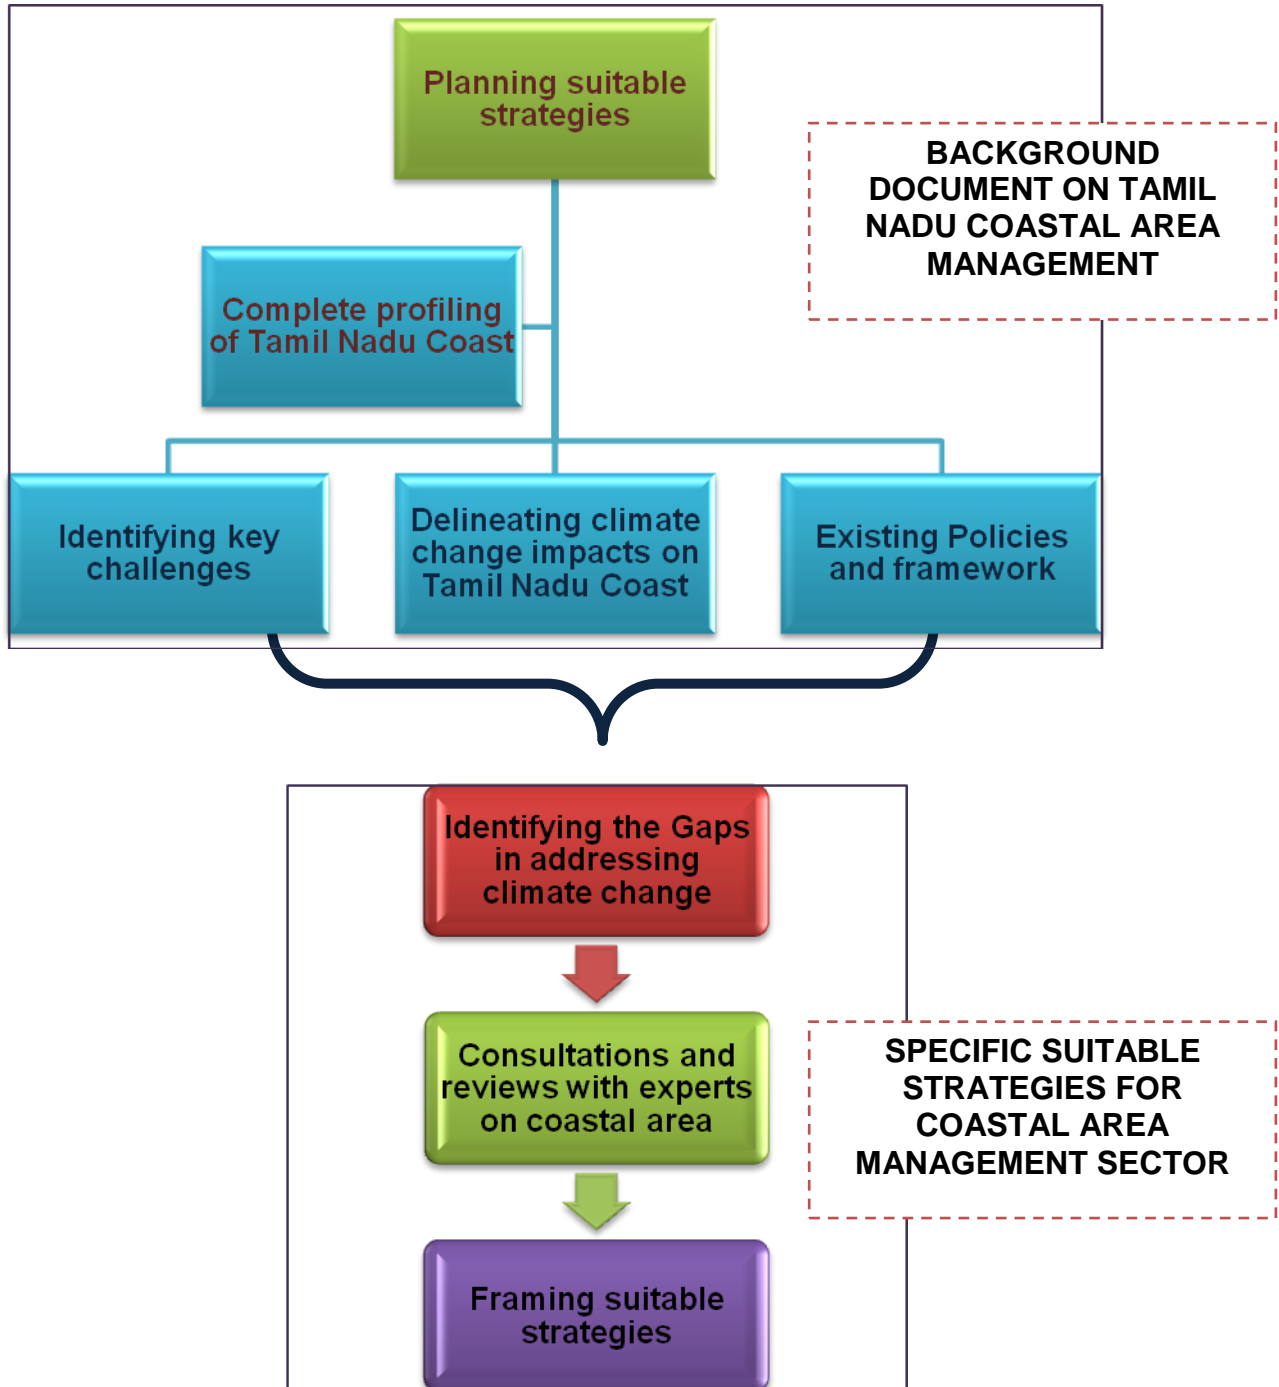 Planning suitable
strategies
BACKGROUND
DOCUMENT ON TAMIL
NADU COASTAL AREA
MANAGEMENT
Complete profiling
of Tamil Nadu Coast
Identifying key
challenges
Delineating climate
change impacts on
Tamil Nadu Coast
Existing Policies
and framework
Identifying the Gaps
in addressing
climate change
Consultations and
reviews with experts
on coastal area
SPECIFIC SUITABLE
STRATEGIES FOR
COASTAL AREA
MANAGEMENT SECTOR
Framing suitable
strategies